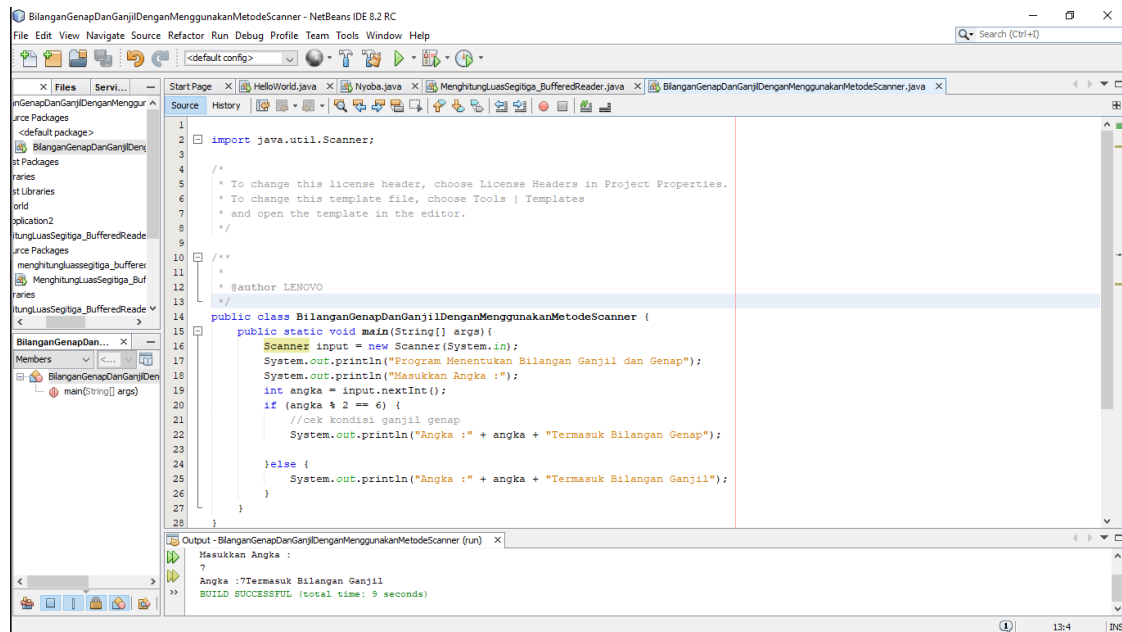 BilanganGenapDanGanjilDenganMenggunakanMetodeScanner - NetBeans IDE 8.2 RC
File Edit View Navigate Source Refactor Run Debug Profile Team Tools Window Help
Search (Ctrl+I)
<default config>
Files Servi...
Start Page HelloWorld.java Nyoba.java MenghitungLuasSegitiga_BufferedReader.java BilanganGenapDanGanjilDenganMenggunakanMetodeScanner.java
Source History
nGenapDanGanjilDenganMenggur
urce Packages
<default package>
BilanganGenapDanGanjilDeng
st Packages
raries
st Libraries
orld
pplication2
itungLuasSegitiga_BufferedReade
urce Packages
menghitungluassegitiga_buffered
MenghitungLuasSegitiga_Buf
raries
itungLuasSegitiga_BufferedReade
BilanganGenapDan...
Members <...
BilanganGenapDanGanjilDen
main(String[] args)
1
2 import java.util.Scanner;
3
4 /*
5 * To change this license header, choose License Headers in Project Properties.
6 * To change this template file, choose Tools | Templates
7 * and open the template in the editor.
8 */
9
10 /**
11 *
12 * @author LENOVO
13 */
14 public class BilanganGenapDanGanjilDenganMenggunakanMetodeScanner {
15 public static void main(String[] args){
16 Scanner input = new Scanner(System.in);
17 System.out.println("Program Menentukan Bilangan Ganjil dan Genap");
18 System.out.println("Masukkan Angka :");
19 int angka = input.nextInt();
20 if (angka % 2 == 6) {
21 //cek kondisi ganjil genap
22 System.out.println("Angka :" + angka + "Termasuk Bilangan Genap");
23
24 }else {
25 System.out.println("Angka :" + angka + "Termasuk Bilangan Ganjil");
26 }
27 }
28 }
Output - BilanganGenapDanGanjilDenganMenggunakanMetodeScanner (run)
Masukkan Angka :
7
Angka :7Termasuk Bilangan Ganjil
BUILD SUCCESSFUL (total time: 9 seconds)
1 13:4 INS